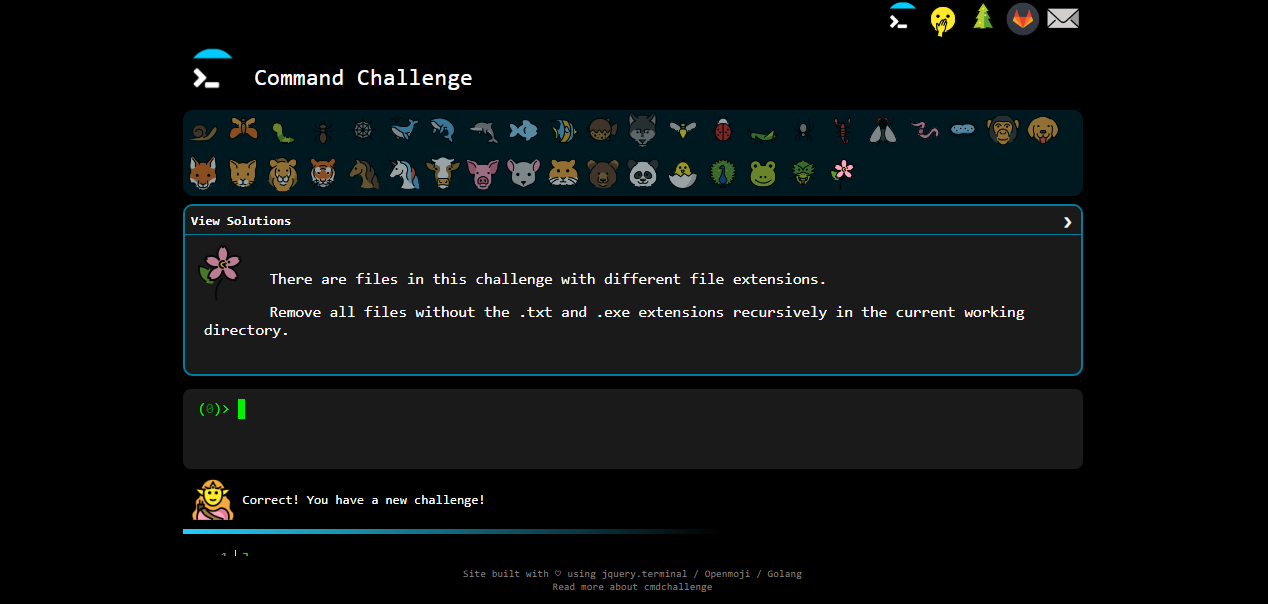 Command Challenge
View Solutions
There are files in this challenge with different file extensions.
Remove all files without the .txt and .exe extensions recursively in the current working
directory.
(0)>
Correct! You have a new challenge!
Site built with ♡ using jquery.terminal / Openmoji / Golang
Read more about cmdchallenge